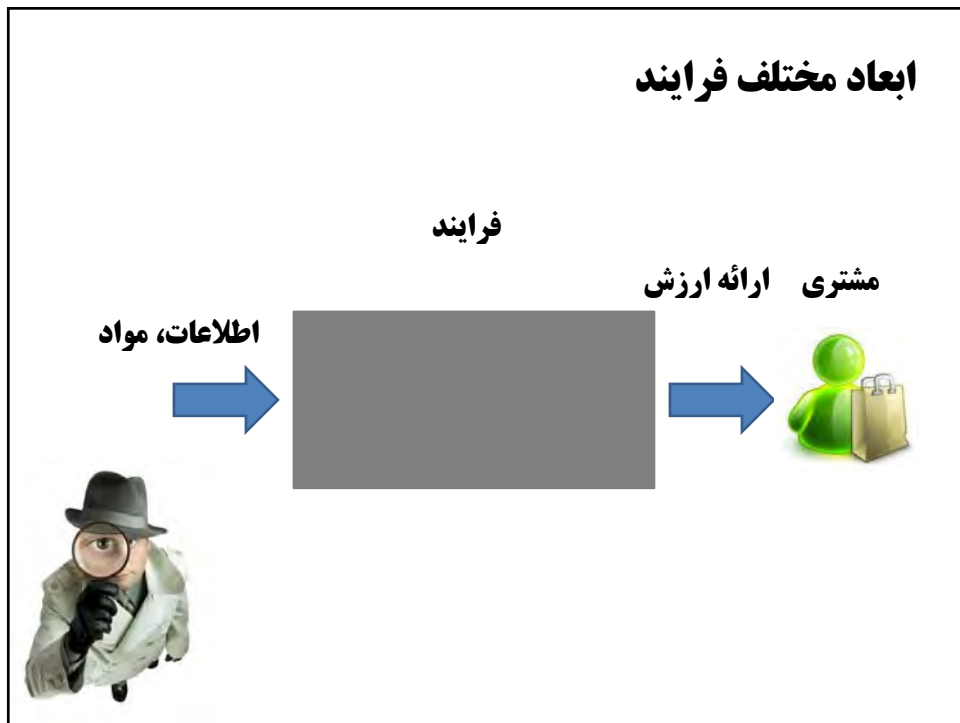 ابعاد مختلف فرایند
فرایند
مشتری
ارائه ارزش
اطلاعات، مواد